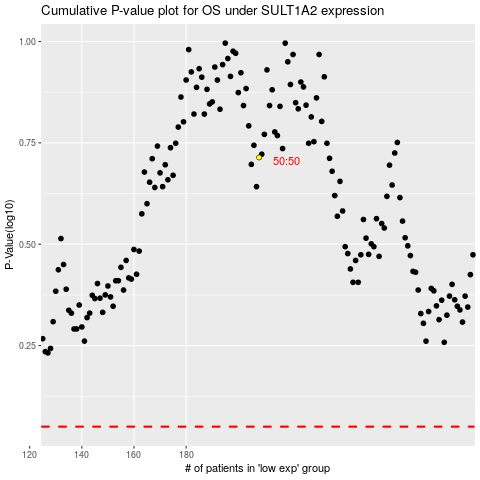 Cumulative P-value plot for OS under SULT1A2 expression
1.00
0.75
50:50
0.50
0.25
P-Value(log10)
120 140 160 180
# of patients in 'low exp' group